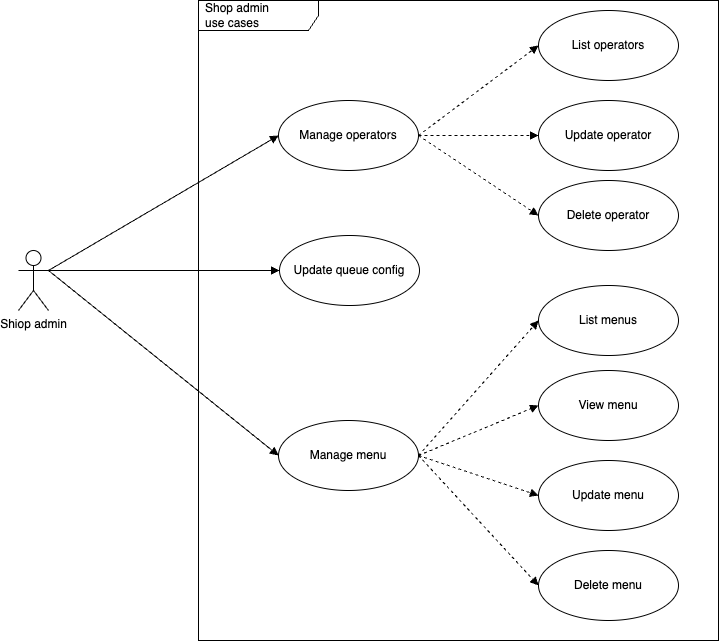 Shop admin
use cases
List operators
Manage operators
Update operator
Delete operator
Update queue config
Shiop admin
List menus
View menu
Manage menu
Update menu
Delete menu